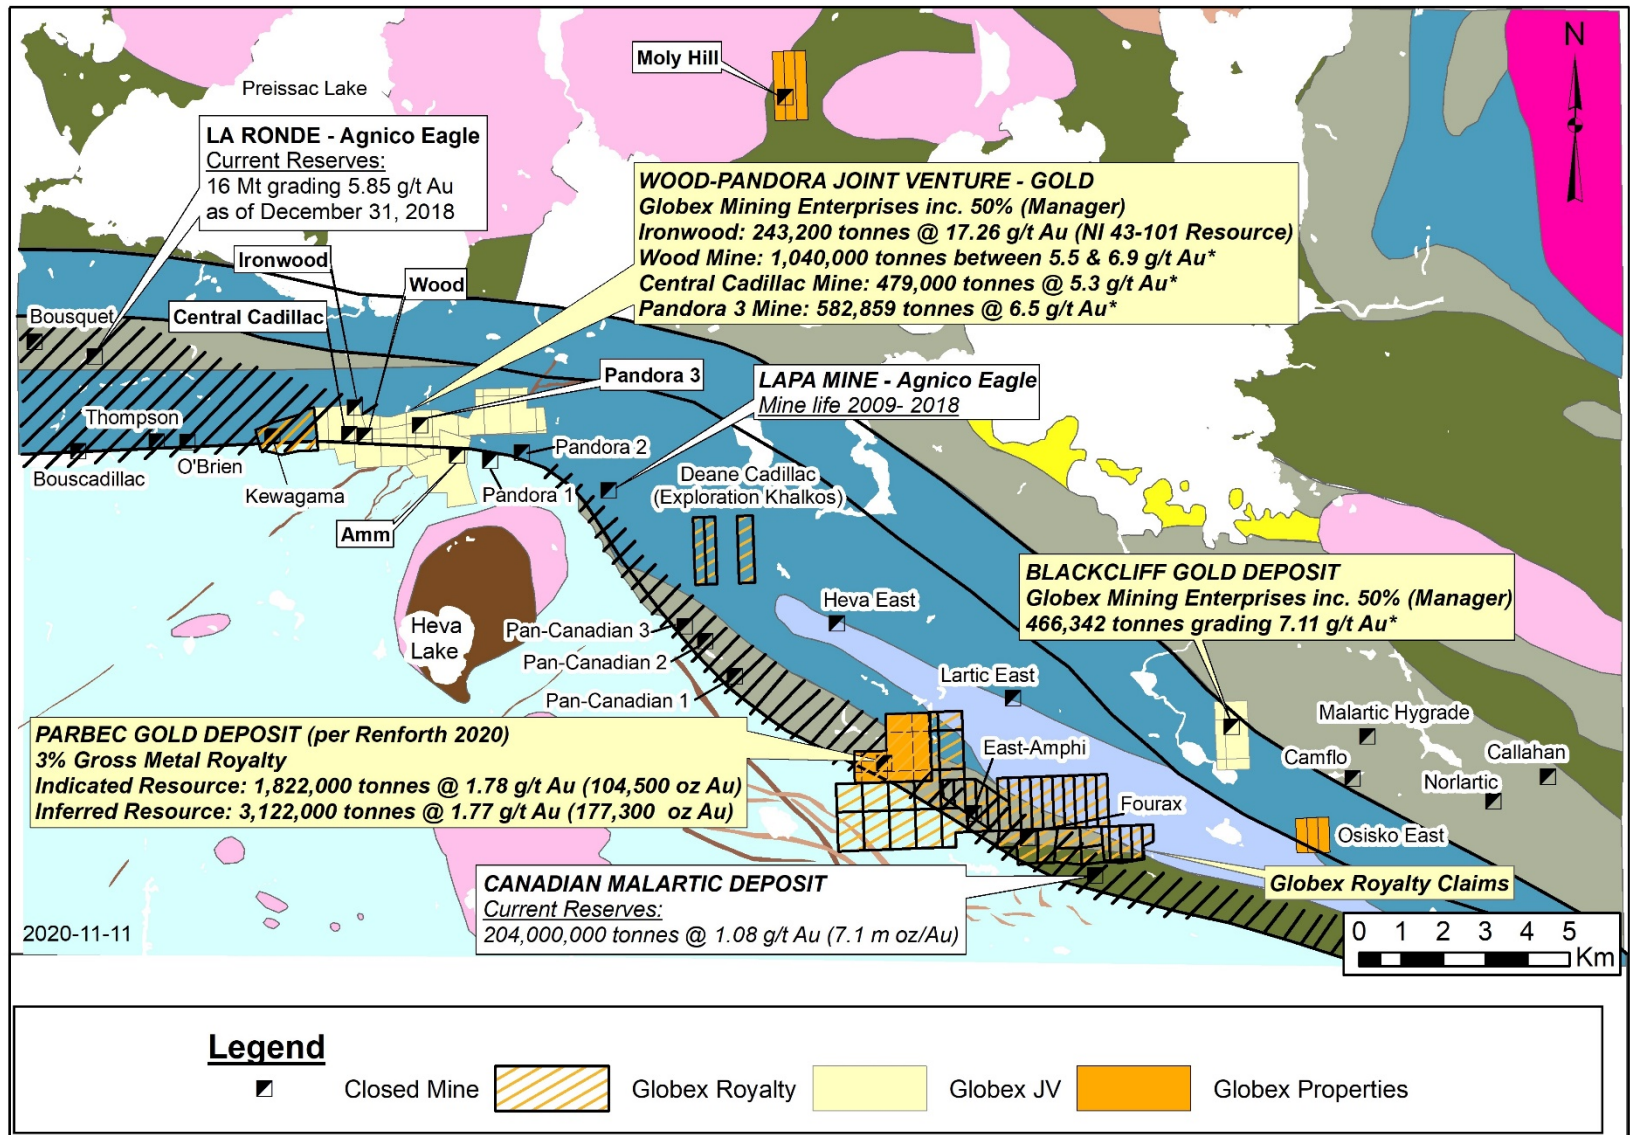 N
Moly Hill
Preissac Lake
LA RONDE - Agnico Eagle
Current Reserves:
16 Mt grading 5.85 g/t Au
as of December 31, 2018
WOOD-PANDORA JOINT VENTURE - GOLD
Globex Mining Enterprises inc. 50% (Manager)
Ironwood: 243,200 tonnes @ 17.26 g/t Au (NI 43-101 Resource)
Wood Mine: 1,040,000 tonnes between 5.5 & 6.9 g/t Au*
Central Cadillac Mine: 479,000 tonnes @ 5.3 g/t Au*
Pandora 3 Mine: 582,859 tonnes @ 6.5 g/t Au*
Ironwood
Wood
Bousquet
Central Cadillac
Pandora 3
LAPA MINE - Agnico Eagle
Mine life 2009- 2018
Thompson
O'Brien
Bouscadillac
Kewagama
Amm
Pandora 1
Pandora 2
Deane Cadillac
(Exploration Khalkos)
BLACKCLIFF GOLD DEPOSIT
Globex Mining Enterprises inc. 50% (Manager)
466,342 tonnes grading 7.11 g/t Au*
Heva East
Heva
Lake
Pan-Canadian 3
Pan-Canadian 2
Pan-Canadian 1
Lartic East
Malartic Hygrade
Callahan
Camflo
Norlartic
PARBEC GOLD DEPOSIT (per Renforth 2020)
3% Gross Metal Royalty
Indicated Resource: 1,822,000 tonnes @ 1.78 g/t Au (104,500 oz Au)
Inferred Resource: 3,122,000 tonnes @ 1.77 g/t Au (177,300 oz Au)
East-Amphi
Fourax
Osisko East
Globex Royalty Claims
CANADIAN MALARTIC DEPOSIT
Current Reserves:
204,000,000 tonnes @ 1.08 g/t Au (7.1 m oz/Au)
2020-11-11
0 1 2 3 4 5
Km
Legend
Closed Mine
Globex Royalty
Globex JV
Globex Properties